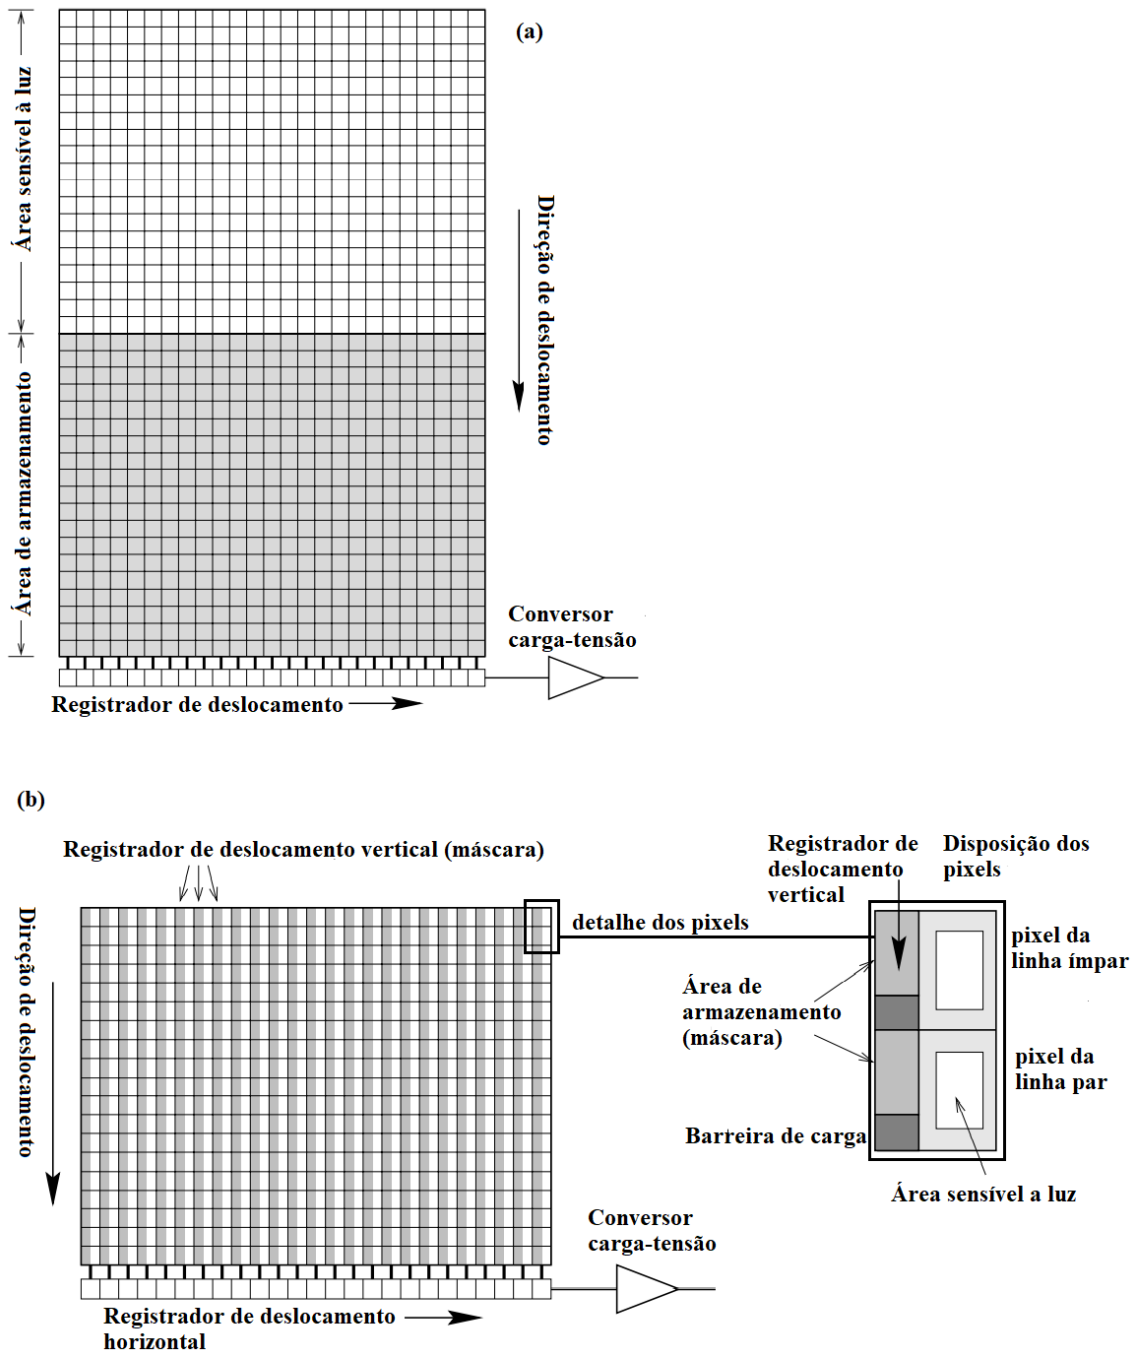 (a)
Área sensível à luz
Direção de deslocamento
Área de armazenamento
Conversor
carga-tensão
Registrador de deslocamento
(b)
Registrador de deslocamento vertical (máscara)
Registrador de
deslocamento
vertical
Disposição dos
pixels
Direção de deslocamento
detalhe dos pixels
pixel da
linha ímpar
Área de
armazenamento
(máscara)
pixel da
linha par
Barreira de carga
Área sensível a luz
Conversor
carga-tensão
Registrador de deslocamento
horizontal